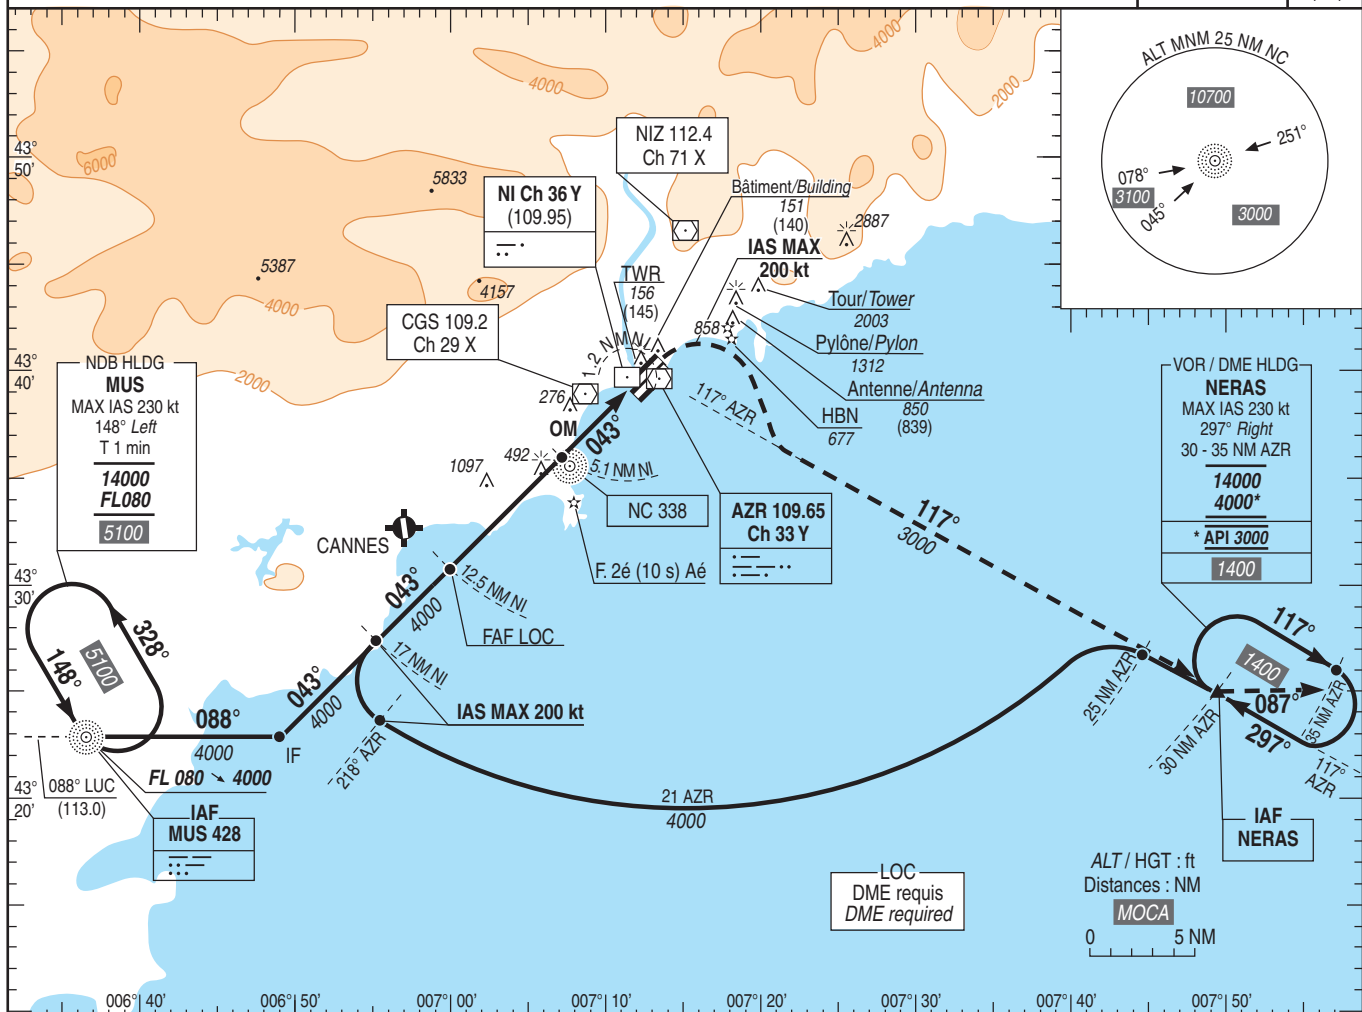 4000
4000
2000
6000
5833
5387
4000
4157
2000
43°
50'
43°
40'
43°
30'
43°
20'
ALT MNM 25 NM NC
10700
251°
078°
3100
045°
3000
NIZ 112.4
Ch 71 X
NI Ch 36 Y
(109.95)
Bâtiment/Building
151
(140)
2887
IAS MAX
200 kt
TWR
156
(145)
Tour/Tower
2003
858
Pylône/Pylon
1312
Antenne/Antenna
850
(839)
HBN
677
CGS 109.2
Ch 29 X
1.2 NM NI
276
OM
043°
117° AZR
492
5.1 NM NI
1097
NC 338
AZR 109.65
Ch 33 Y
F. 2é (10 s) Aé
CANNES
NDB HLDG
MUS
MAX IAS 230 kt
148° Left
T 1 min
14000
FL080
5100
VOR / DME HLDG
NERAS
MAX IAS 230 kt
297° Right
30 - 35 NM AZR
14000
4000*
* API 3000
1400
117°
3000
12.5 NM NI
043°
4000
FAF LOC
17 NM NI
043°
4000
IAS MAX 200 kt
328°
5100
148°
088°
4000
IF
218° AZR
FL 080 ↘ 4000
088° LUC
(113.0)
IAF
MUS 428
21 AZR
4000
25 NM AZR
117°
1400
087°
35 NM AZR
30 NM AZR
297°
117°
AZR
IAF
NERAS
LOC
DME requis
DME required
ALT / HGT : ft
Distances : NM
MOCA
0 5 NM
006° 40' 006° 50' 007° 00' 007° 10' 007° 20' 007° 30' 007° 40' 007° 50'